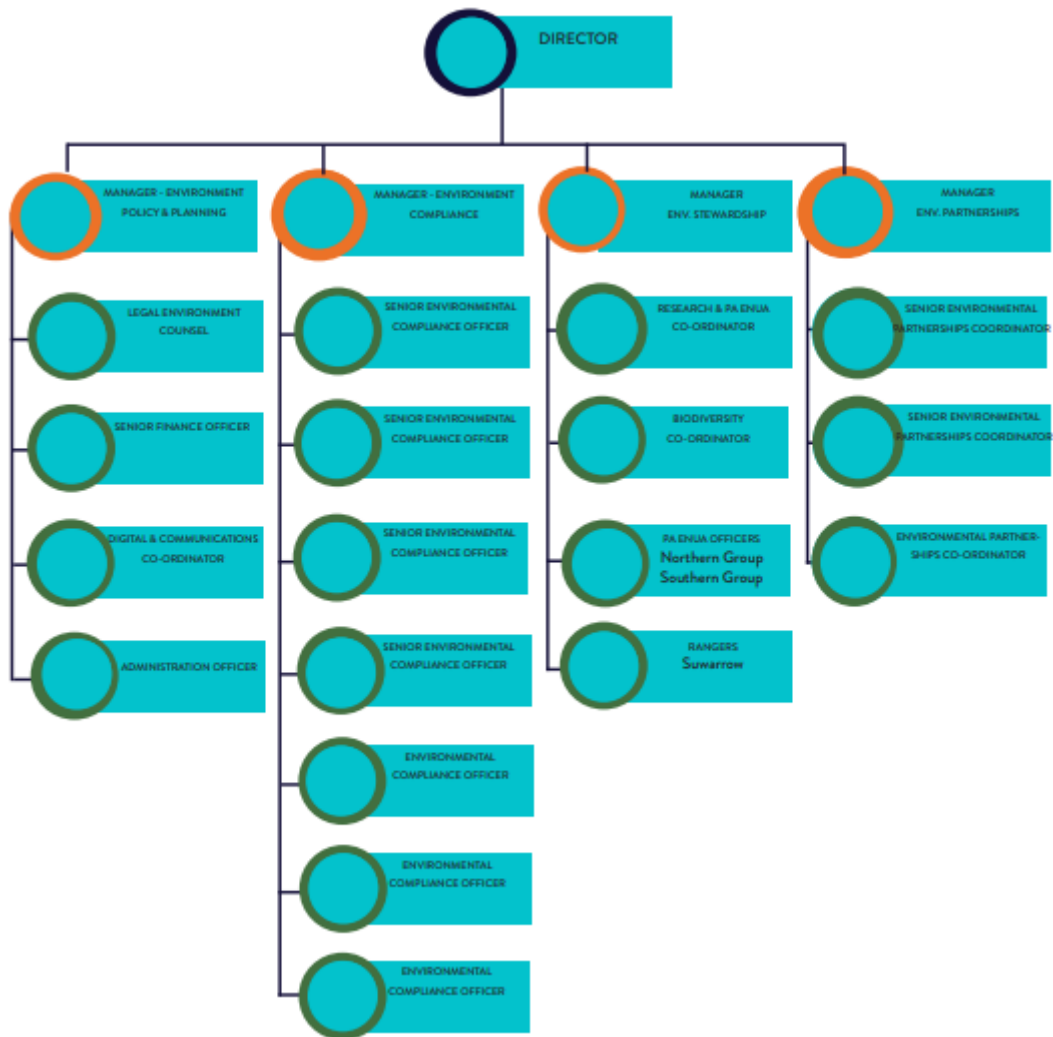 DIRECTOR
MANAGER - ENVIRONMENT
POLICY & PLANNING
LEGAL ENVIRONMENT
COUNSEL
SENIOR FINANCE OFFICER
DIGITAL & COMMUNICATIONS
CO-ORDINATOR
ADMINISTRATION OFFICER
MANAGER - ENVIRONMENT
COMPLIANCE
SENIOR ENVIRONMENTAL
COMPLIANCE OFFICER
SENIOR ENVIRONMENTAL
COMPLIANCE OFFICER
SENIOR ENVIRONMENTAL
COMPLIANCE OFFICER
SENIOR ENVIRONMENTAL
COMPLIANCE OFFICER
ENVIRONMENTAL
COMPLIANCE OFFICER
ENVIRONMENTAL
COMPLIANCE OFFICER
ENVIRONMENTAL
COMPLIANCE OFFICER
MANAGER
ENV. STEWARDSHIP
RESEARCH & PA ENUA
CO-ORDINATOR
BIODIVERSITY
CO-ORDINATOR
PA ENUA OFFICERS
Northern Group
Southern Group
RANGERS
Suwarrow
MANAGER
ENV. PARTNERSHIPS
SENIOR ENVIRONMENTAL
PARTNERSHIPS COORDINATOR
SENIOR ENVIRONMENTAL
PARTNERSHIPS COORDINATOR
ENVIRONMENTAL PARTNER-
SHIPS CO-ORDINATOR